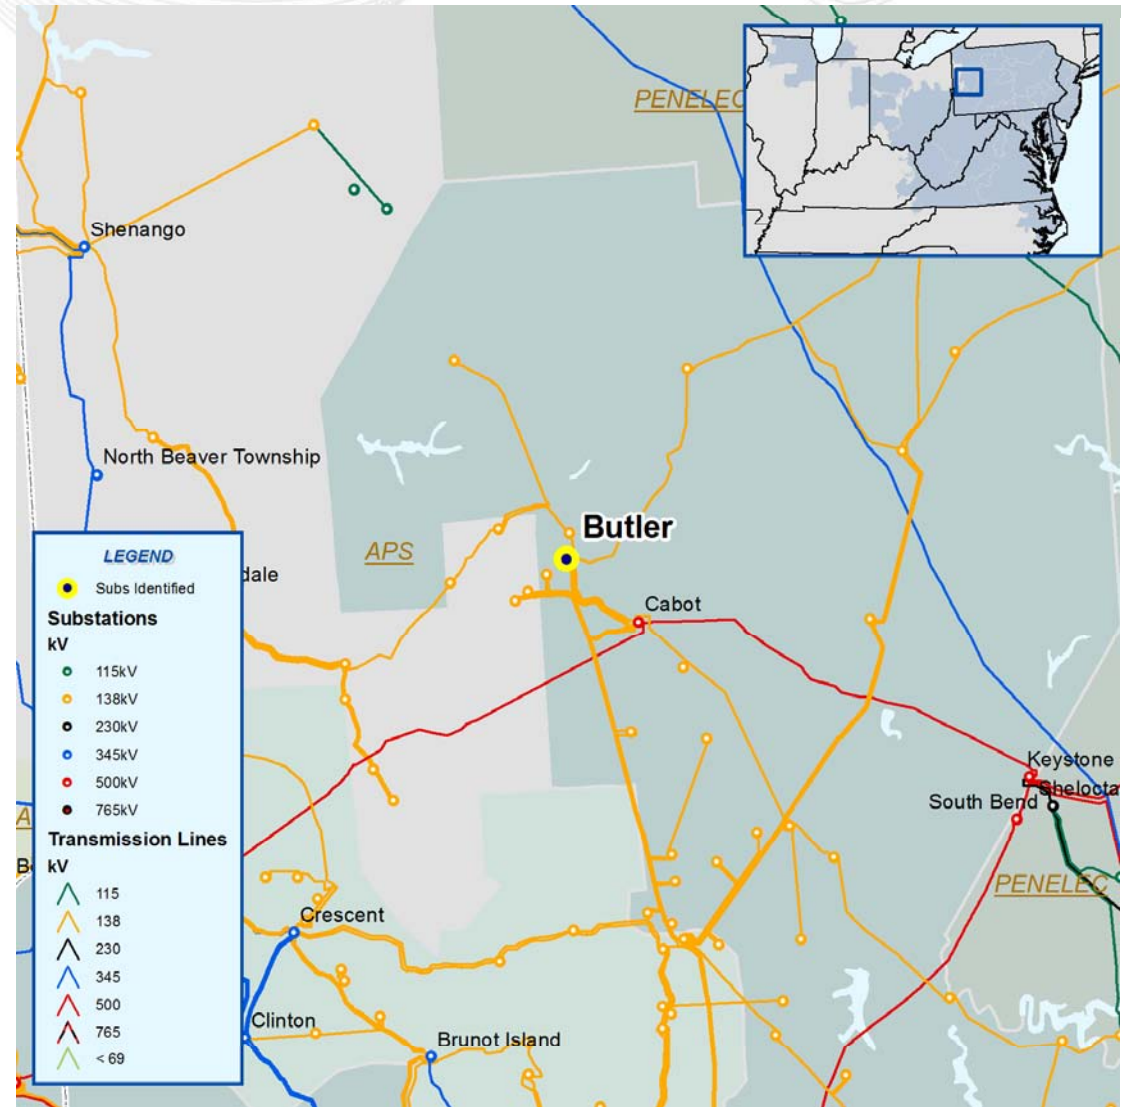 PENELEC
Shenango
North Beaver Township
Butler
APS
dale
Cabot
LEGEND
Subs Identified
Substations
kV
115kV
138kV
230kV
345kV
500kV
765kV
Transmission Lines
kV
115
138
230
345
500
765
< 69
Keystone
Shelocta
South Bend
PENELEC
Crescent
Clinton
Brunot Island